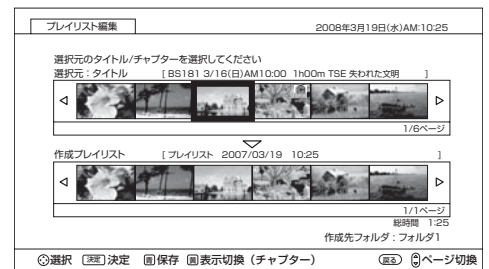 プレイリスト編集
2008年3月19日(水)AM:10:25
選択元のタイトル/チャプターを選択してください
選択元：タイトル [ BS181 3/16(日)AM10:00 1h00m TSE 失われた文明 ]
1/6ページ
作成プレイリスト [ プレイリスト 2007/03/19 10:25 ]
1/1ページ
総時間 1:25
作成先フォルダ：フォルダ1
選択 決定 決定 青 保存 黄 表示切換（チャプター） 戻る ページ切換